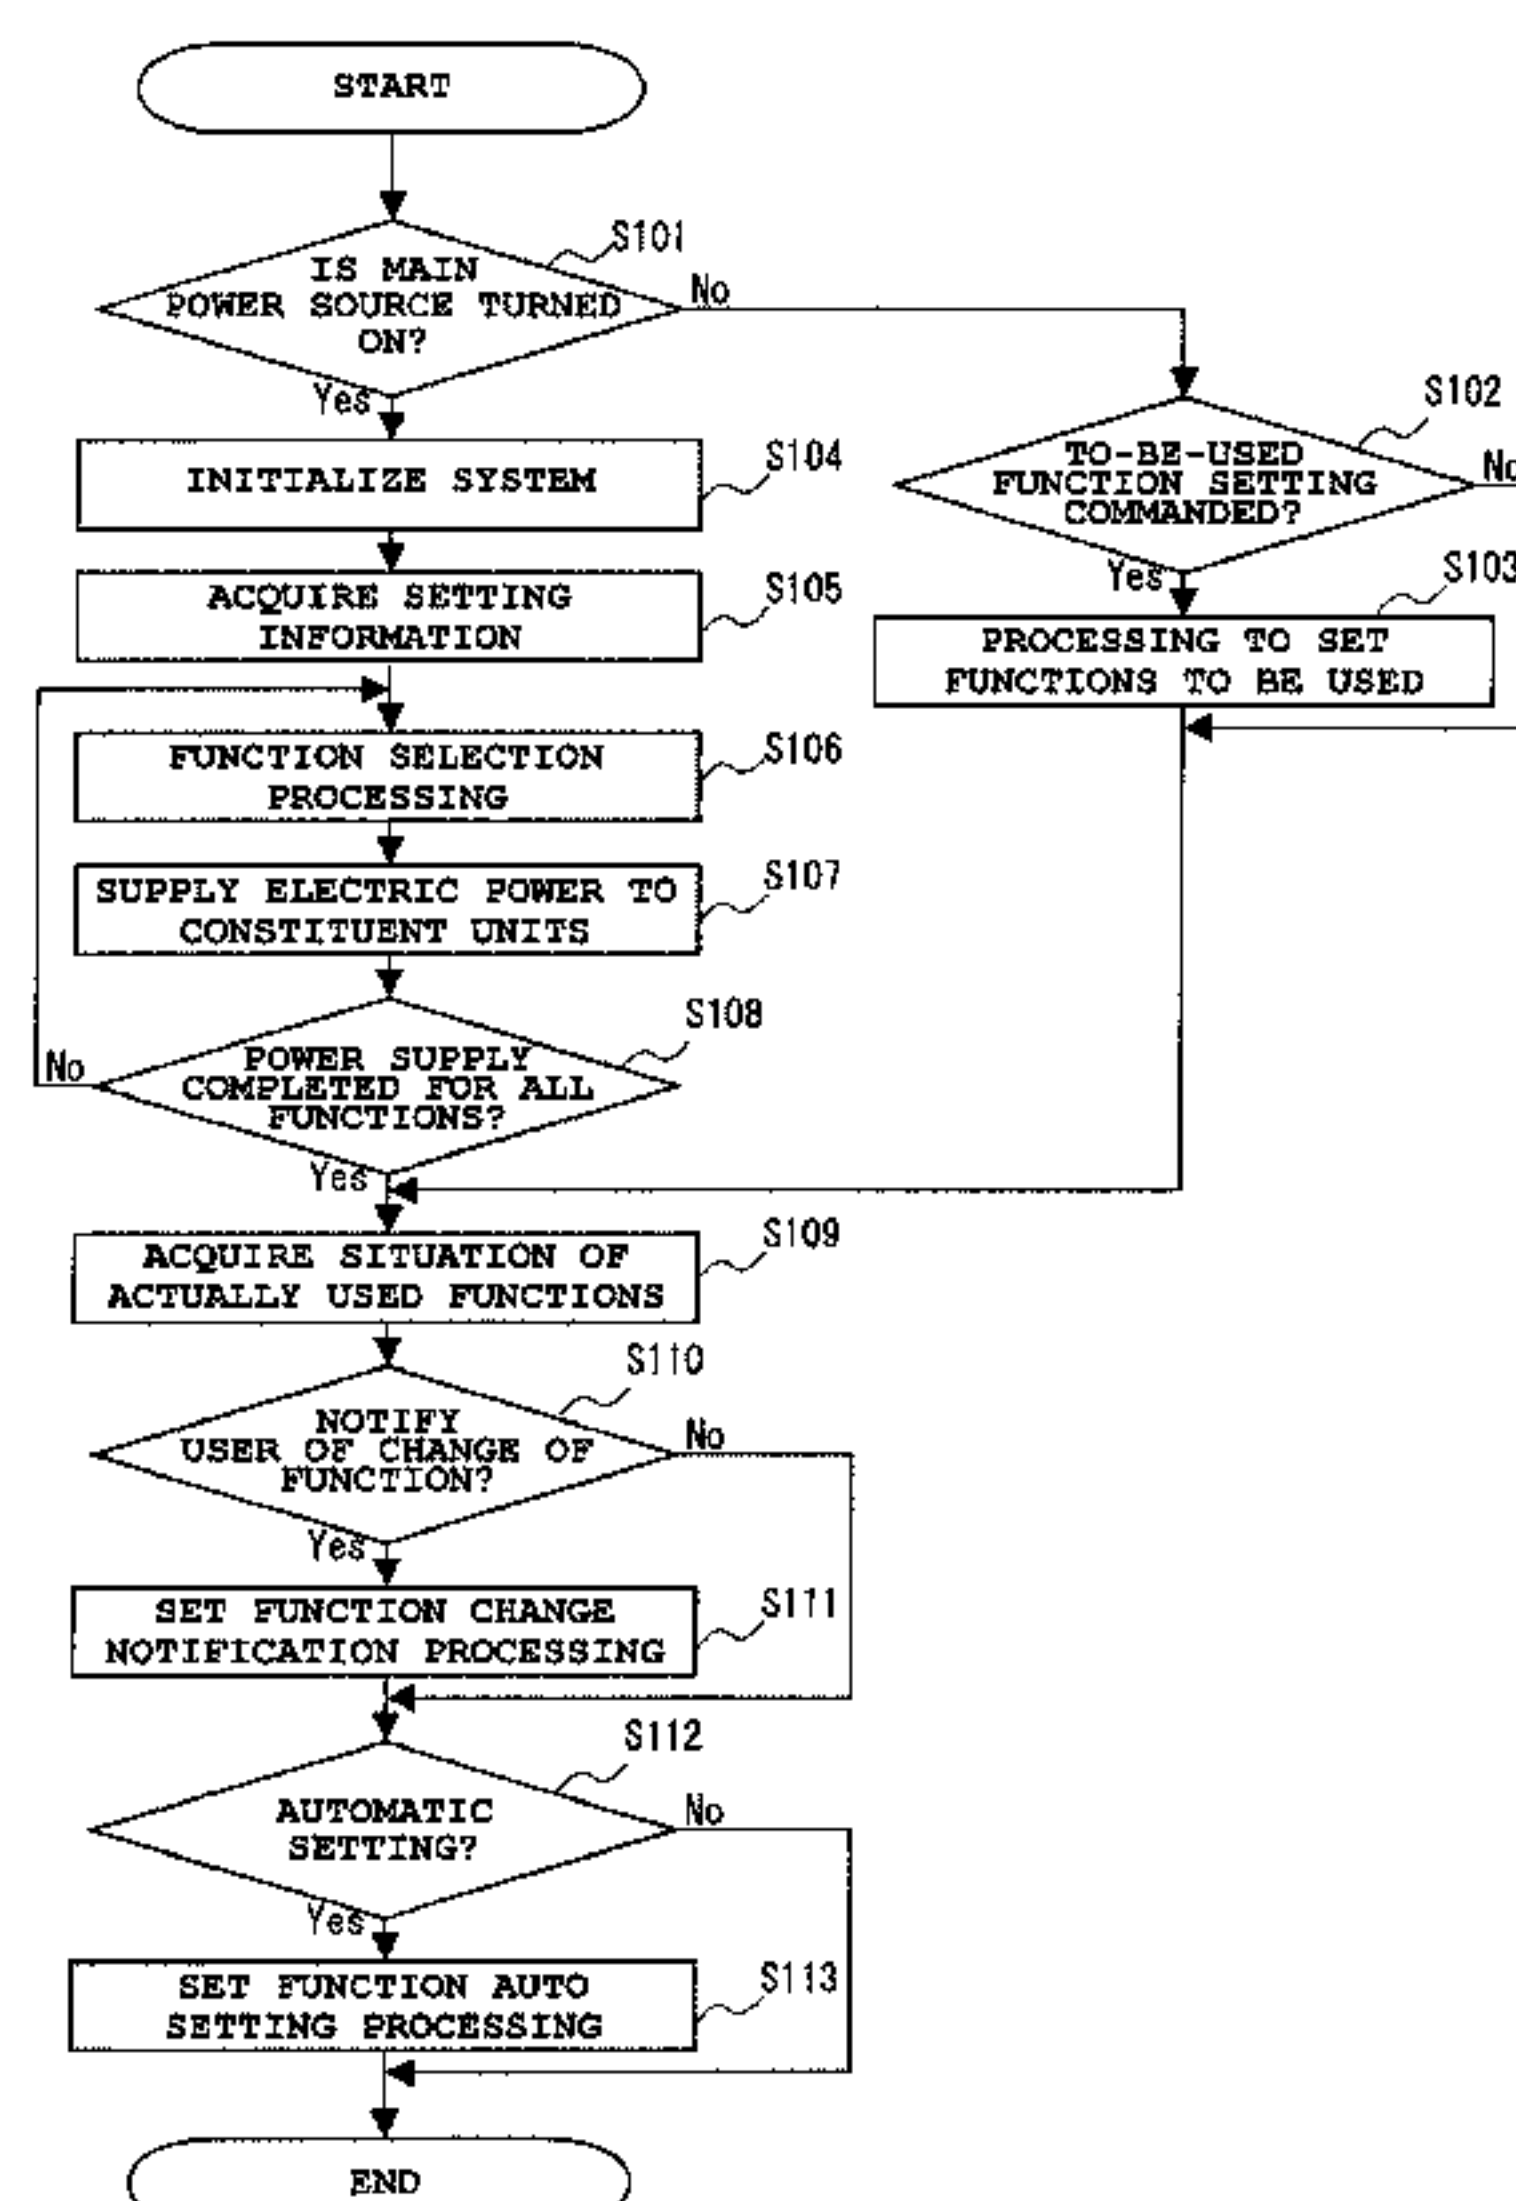 START
S101
IS MAIN
POWER SOURCE TURNED
ON?
No
Yes
S102
TO-BE-USED
FUNCTION SETTING
COMMANDED?
No
Yes
S103
PROCESSING TO SET
FUNCTIONS TO BE USED
S104
INITIALIZE SYSTEM
S105
ACQUIRE SETTING
INFORMATION
S106
FUNCTION SELECTION
PROCESSING
S107
SUPPLY ELECTRIC POWER TO
CONSTITUENT UNITS
S108
POWER SUPPLY
COMPLETED FOR ALL
FUNCTIONS?
No
Yes
S109
ACQUIRE SITUATION OF
ACTUALLY USED FUNCTIONS
S110
NOTIFY
USER OF CHANGE OF
FUNCTION?
No
Yes
S111
SET FUNCTION CHANGE
NOTIFICATION PROCESSING
S112
AUTOMATIC
SETTING?
No
Yes
S113
SET FUNCTION AUTO
SETTING PROCESSING
END